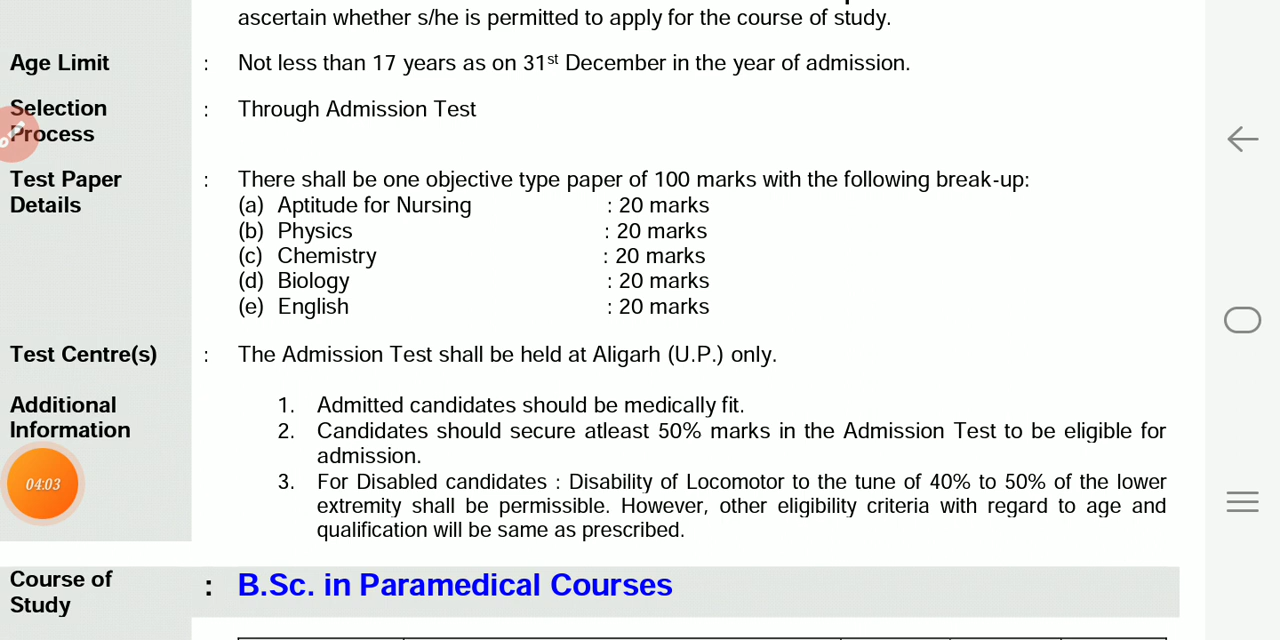 ascertain whether s/he is permitted to apply for the course of study.
Age Limit : Not less than 17 years as on 31st December in the year of admission.
Selection Process : Through Admission Test
Test Paper Details : There shall be one objective type paper of 100 marks with the following break-up:
(a) Aptitude for Nursing : 20 marks
(b) Physics : 20 marks
(c) Chemistry : 20 marks
(d) Biology : 20 marks
(e) English : 20 marks
Test Centre(s) : The Admission Test shall be held at Aligarh (U.P.) only.
Additional Information
1. Admitted candidates should be medically fit.
2. Candidates should secure atleast 50% marks in the Admission Test to be eligible for
admission.
3. For Disabled candidates : Disability of Locomotor to the tune of 40% to 50% of the lower
extremity shall be permissible. However, other eligibility criteria with regard to age and
qualification will be same as prescribed.
04:03
Course of Study : B.Sc. in Paramedical Courses